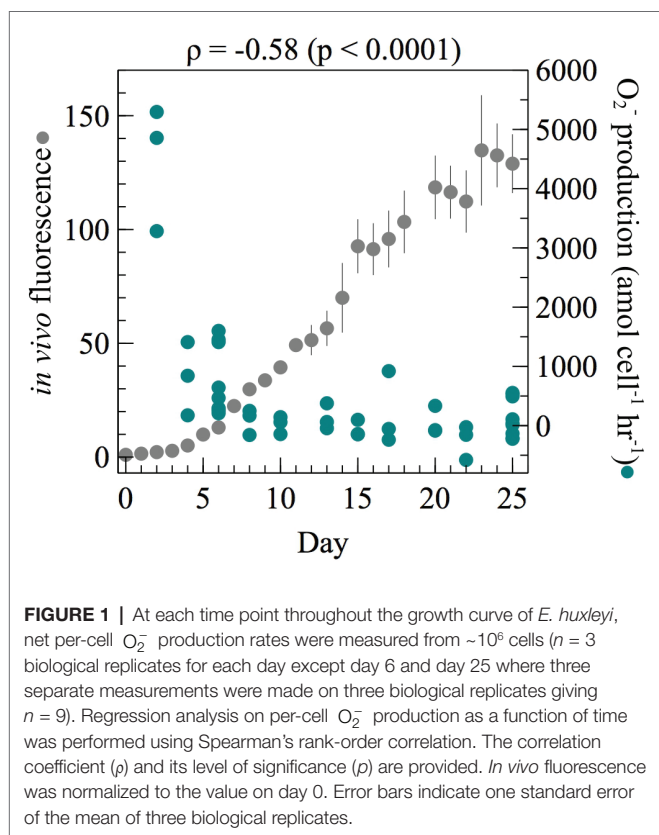 ρ = -0.58 (p < 0.0001)
in vivo fluorescence
150
100
50
0
6000
5000
4000
3000
1000
1000
0
O₂⁻ production (amol cell⁻¹ hr⁻¹)
0 5 10 15 20 25
Day
FIGURE 1 | At each time point throughout the growth curve of E. huxleyi,
net per-cell O₂⁻ production rates were measured from ~10⁶ cells (n = 3
biological replicates for each day except day 6 and day 25 where three
separate measurements were made on three biological replicates giving
n = 9). Regression analysis on per-cell O₂⁻ production as a function of time
was performed using Spearman's rank-order correlation. The correlation
coefficient (ρ) and its level of significance (p) are provided. In vivo fluorescence
was normalized to the value on day 0. Error bars indicate one standard error
of the mean of three biological replicates.